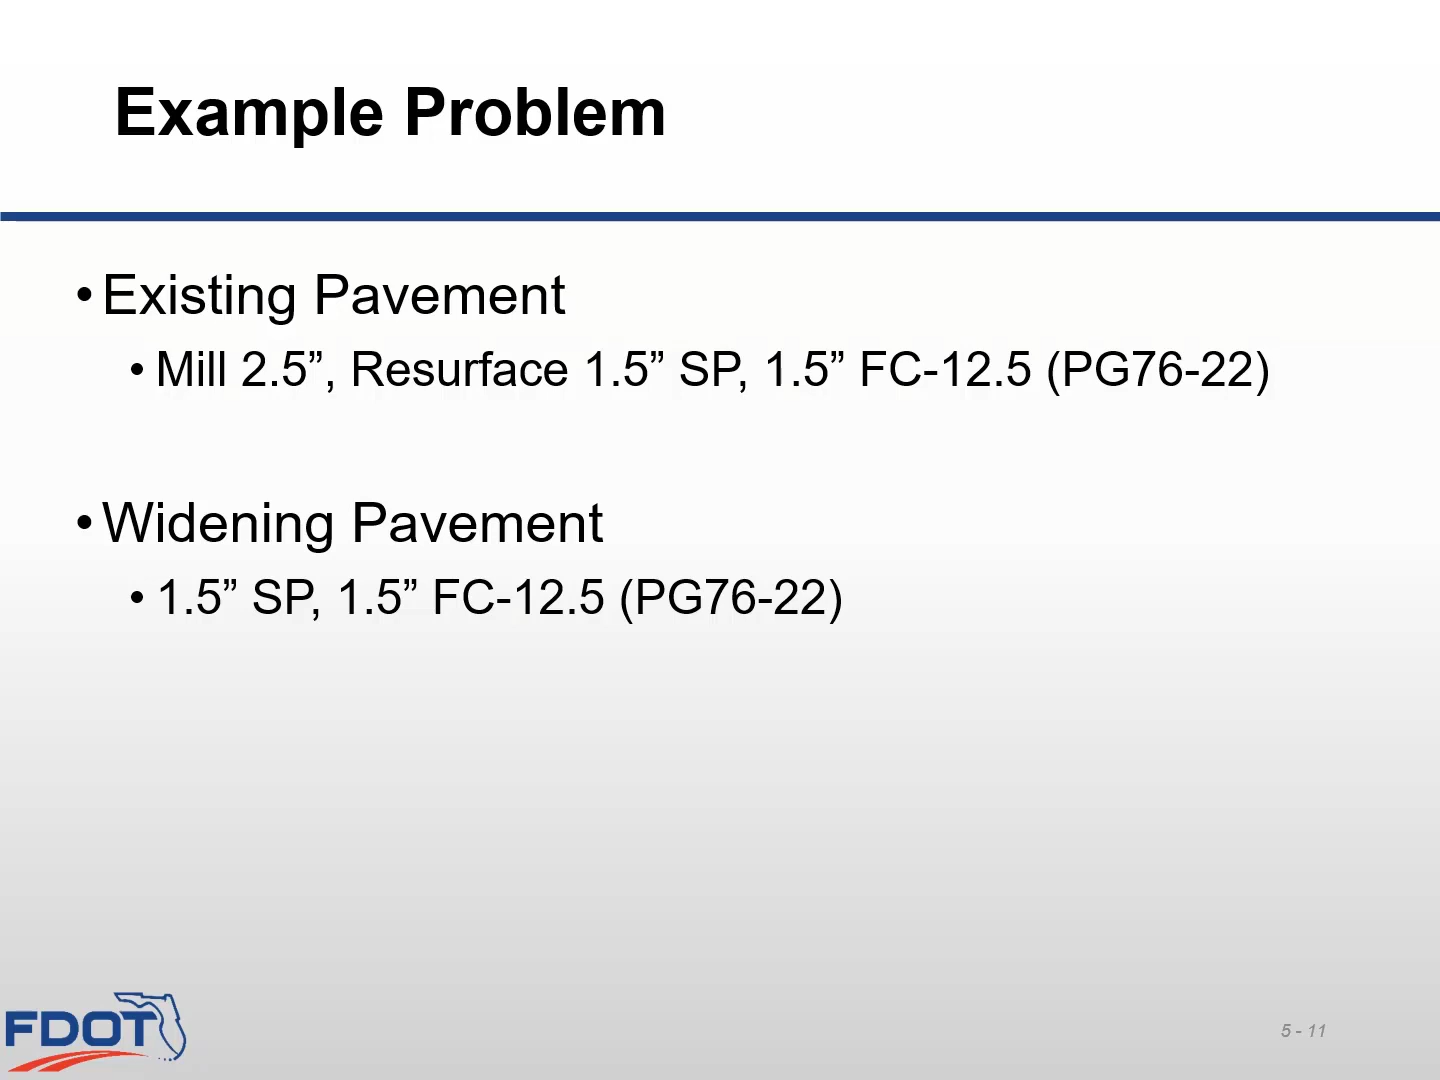 Example Problem
• Existing Pavement
• Mill 2.5”, Resurface 1.5” SP, 1.5” FC-12.5 (PG76-22)
• Widening Pavement
• 1.5” SP, 1.5” FC-12.5 (PG76-22)
FDOT
5 - 11